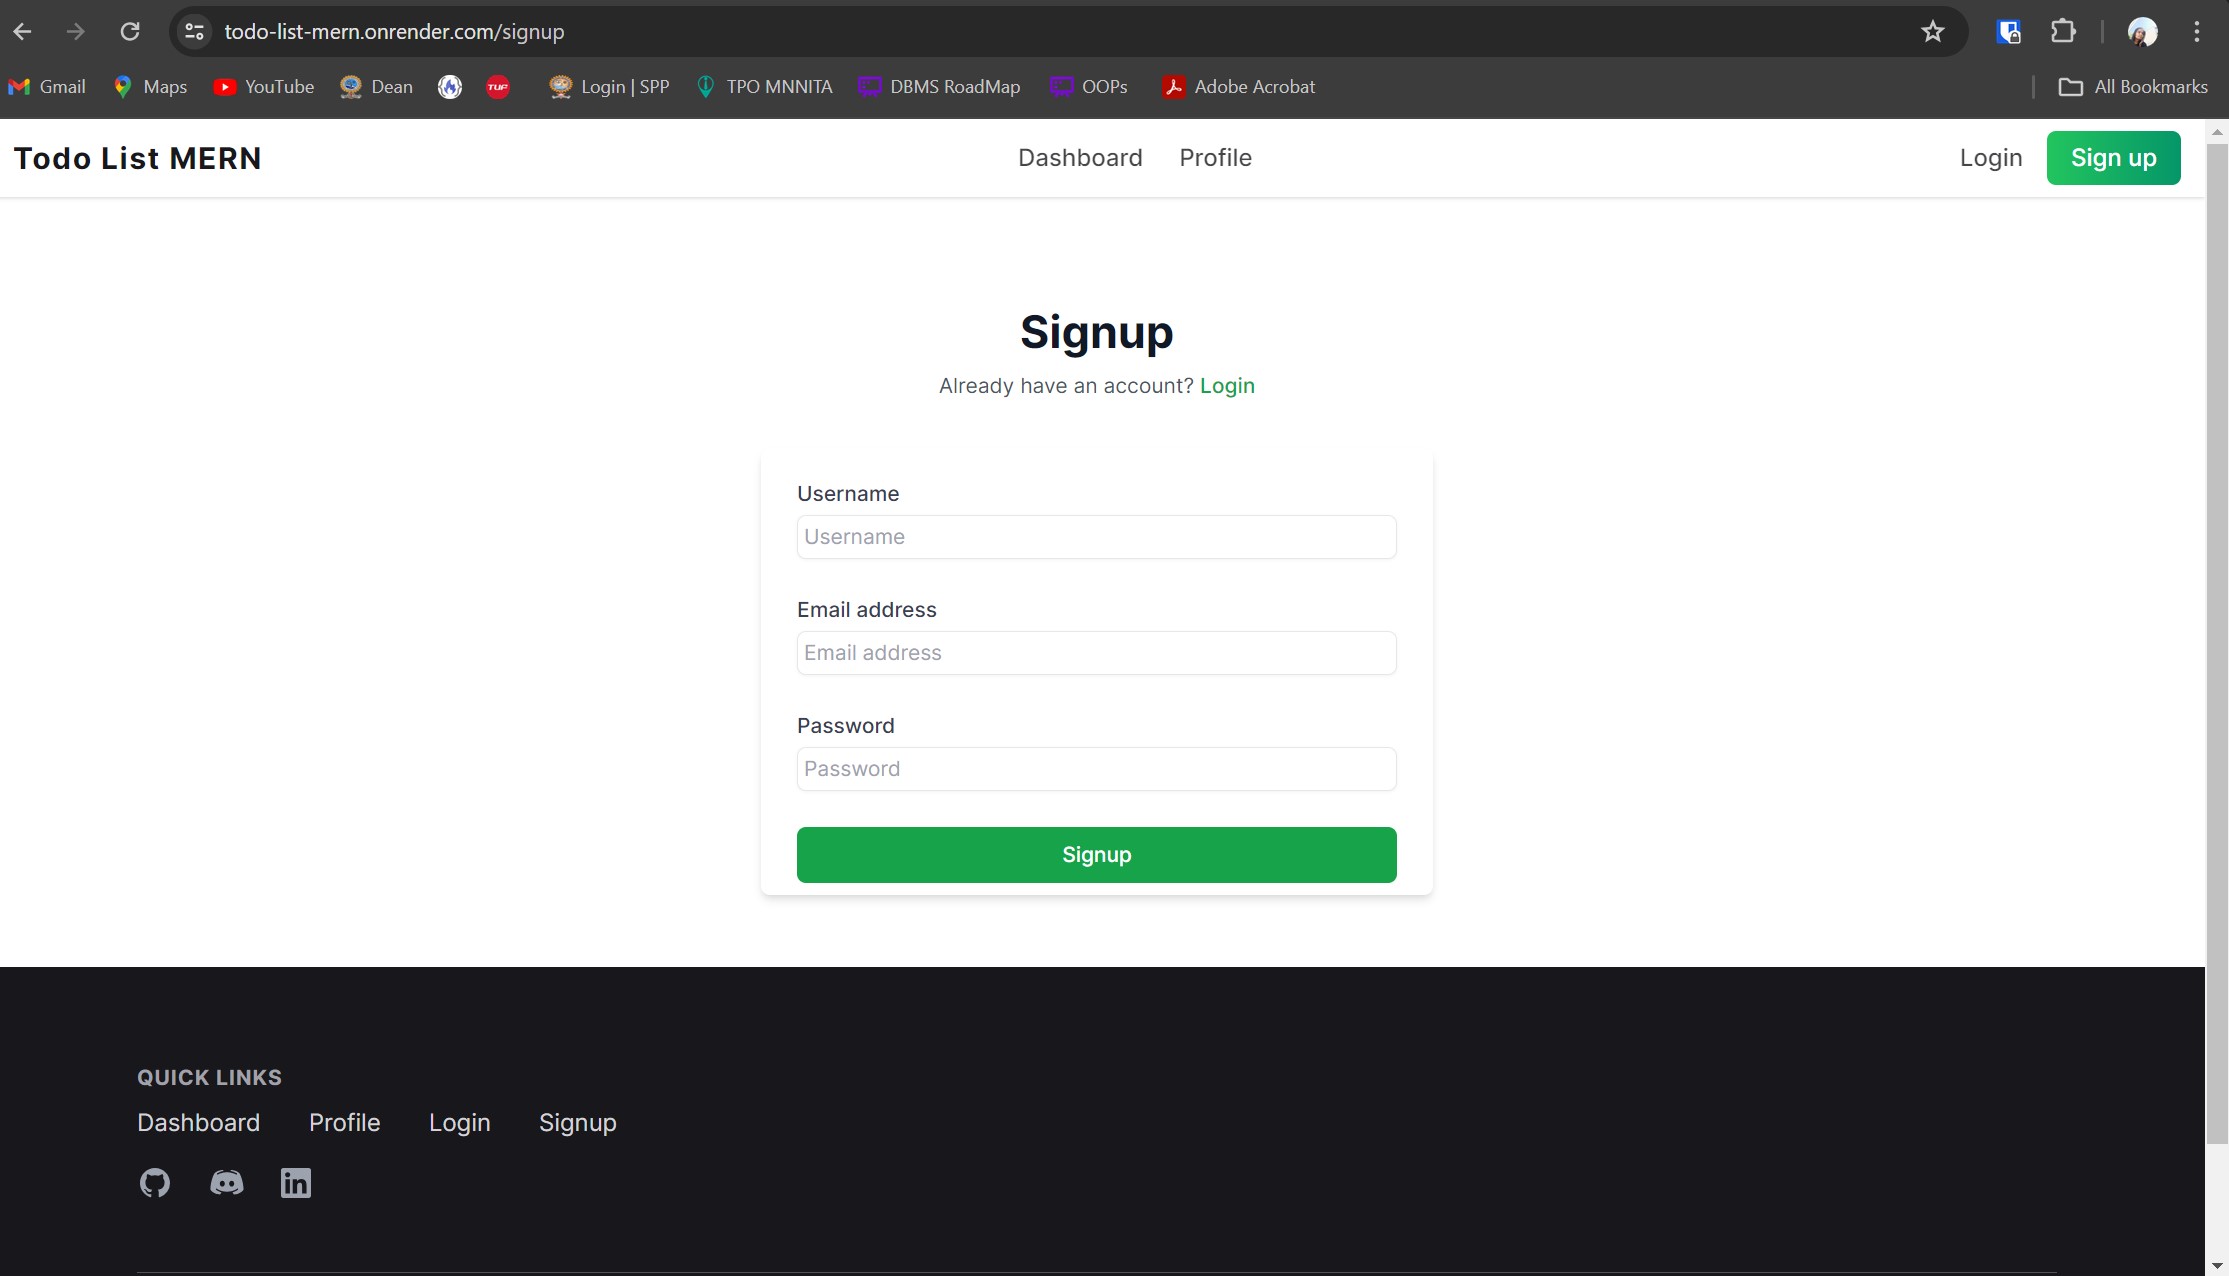 todo-list-mern.onrender.com/signup
Gmail Maps YouTube Dean TUF Login | SPP TPO MNNITA DBMS RoadMap OOPs Adobe Acrobat All Bookmarks
Todo List MERN Dashboard Profile Login Sign up
Signup
Already have an account? Login
Username
Username
Email address
Email address
Password
Password
Signup
QUICK LINKS
Dashboard Profile Login Signup